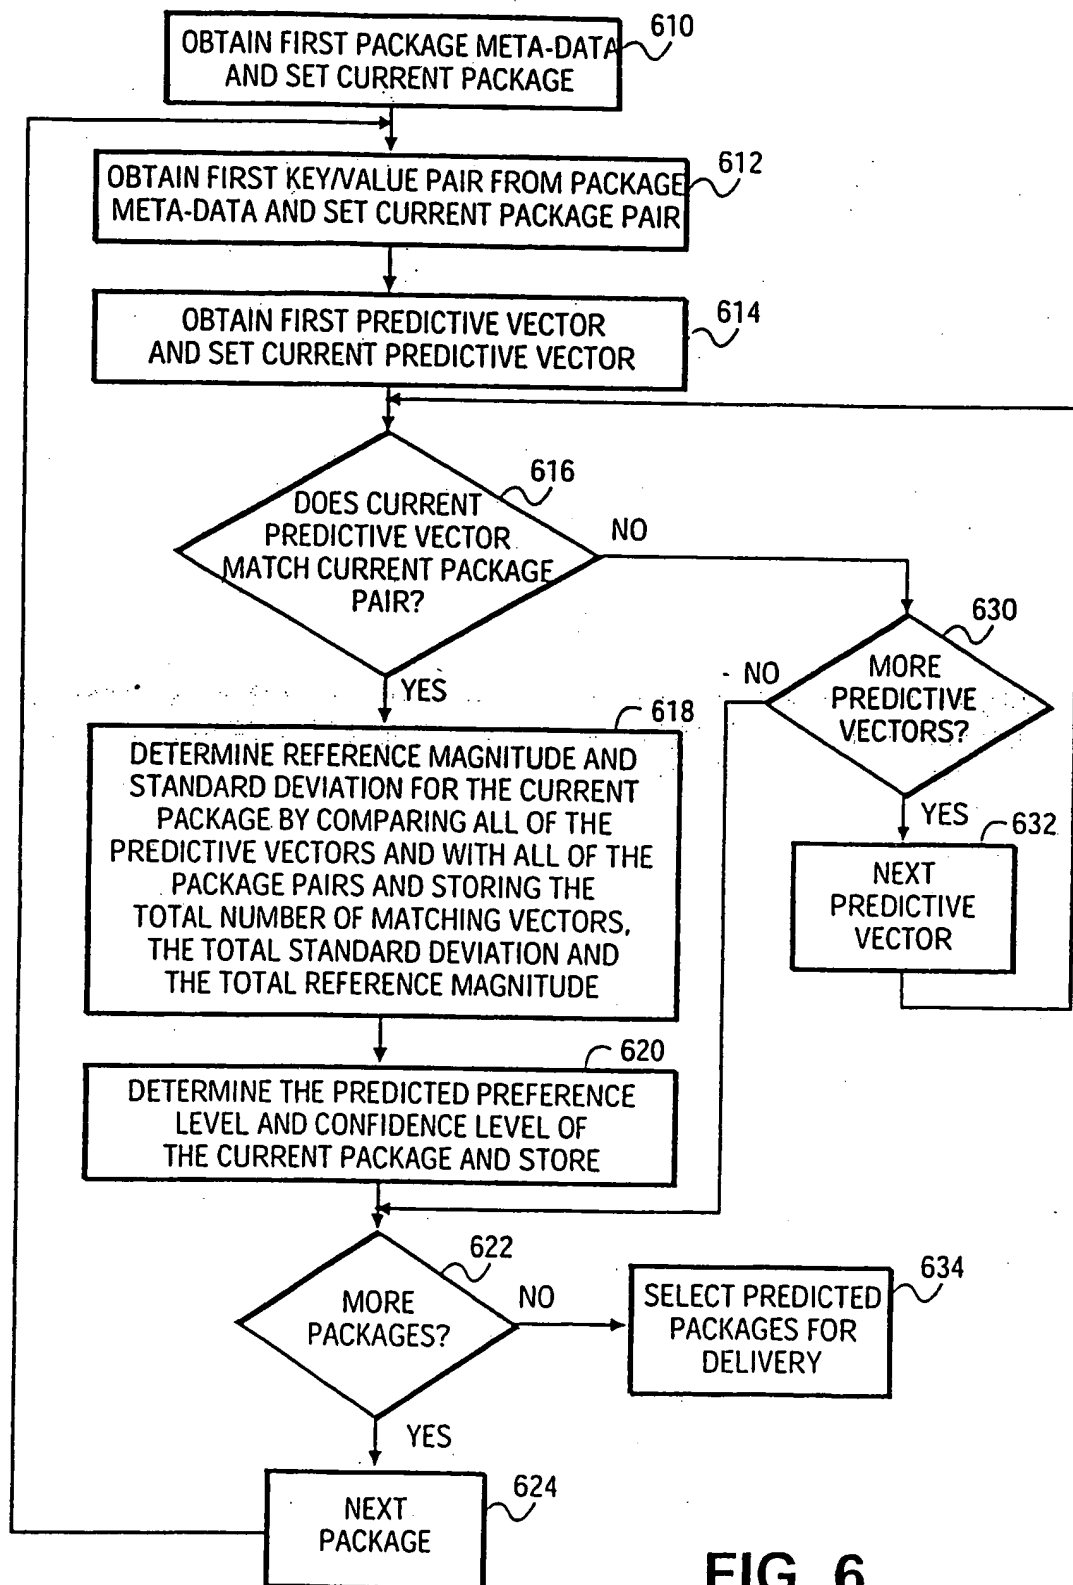 610
OBTAIN FIRST PACKAGE META-DATA
AND SET CURRENT PACKAGE
612
OBTAIN FIRST KEY/VALUE PAIR FROM PACKAGE
META-DATA AND SET CURRENT PACKAGE PAIR
614
OBTAIN FIRST PREDICTIVE VECTOR
AND SET CURRENT PREDICTIVE VECTOR
616
DOES CURRENT
PREDICTIVE VECTOR
MATCH CURRENT PACKAGE
PAIR?
NO
YES
630
MORE
PREDICTIVE
VECTORS?
NO
YES
632
NEXT
PREDICTIVE
VECTOR
618
DETERMINE REFERENCE MAGNITUDE AND
STANDARD DEVIATION FOR THE CURRENT
PACKAGE BY COMPARING ALL OF THE
PREDICTIVE VECTORS AND WITH ALL OF THE
PACKAGE PAIRS AND STORING THE
TOTAL NUMBER OF MATCHING VECTORS,
THE TOTAL STANDARD DEVIATION AND
THE TOTAL REFERENCE MAGNITUDE
620
DETERMINE THE PREDICTED PREFERENCE
LEVEL AND CONFIDENCE LEVEL OF
THE CURRENT PACKAGE AND STORE
622
MORE
PACKAGES?
NO
YES
634
SELECT PREDICTED
PACKAGES FOR
DELIVERY
624
NEXT
PACKAGE
FIG. 6